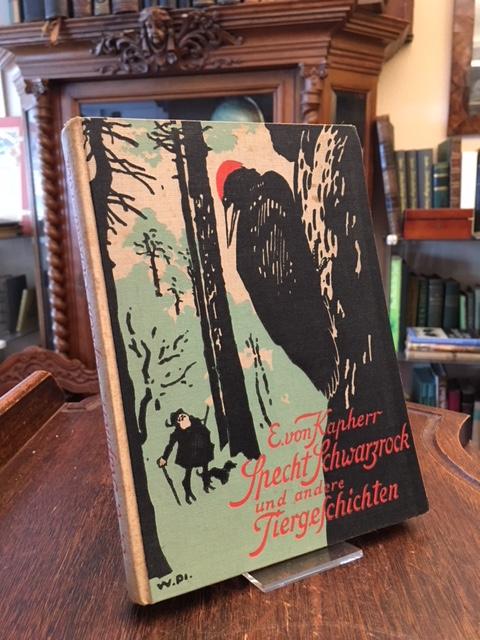 E. von Kapherr
Specht Schwarzrock
und andere
Tiergeſchichten
W.Pl.